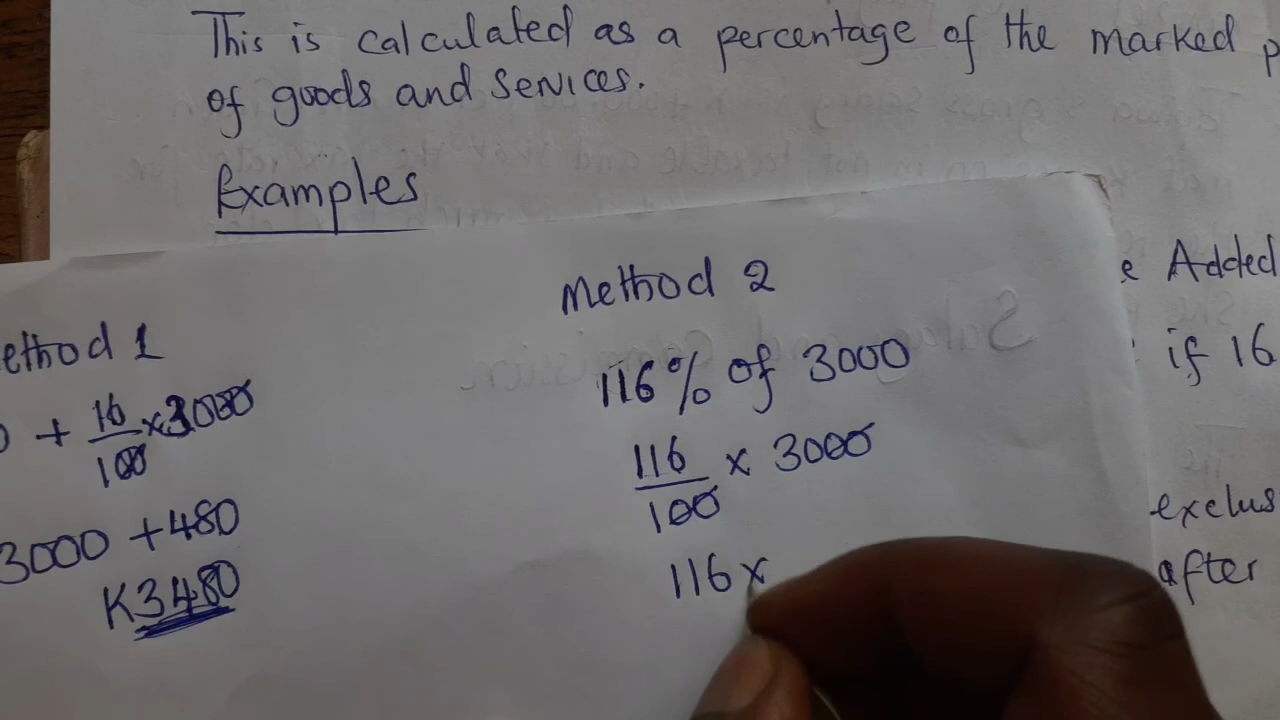 This is calculated as a percentage of the marked p
of goods and services.
Examples
Method 2
e Added
ethod 1
116% of 3000
if 16
+ 16/100 x 3000
116/100 x 3000
3000 + 480
exclus
116 x
after
K3480